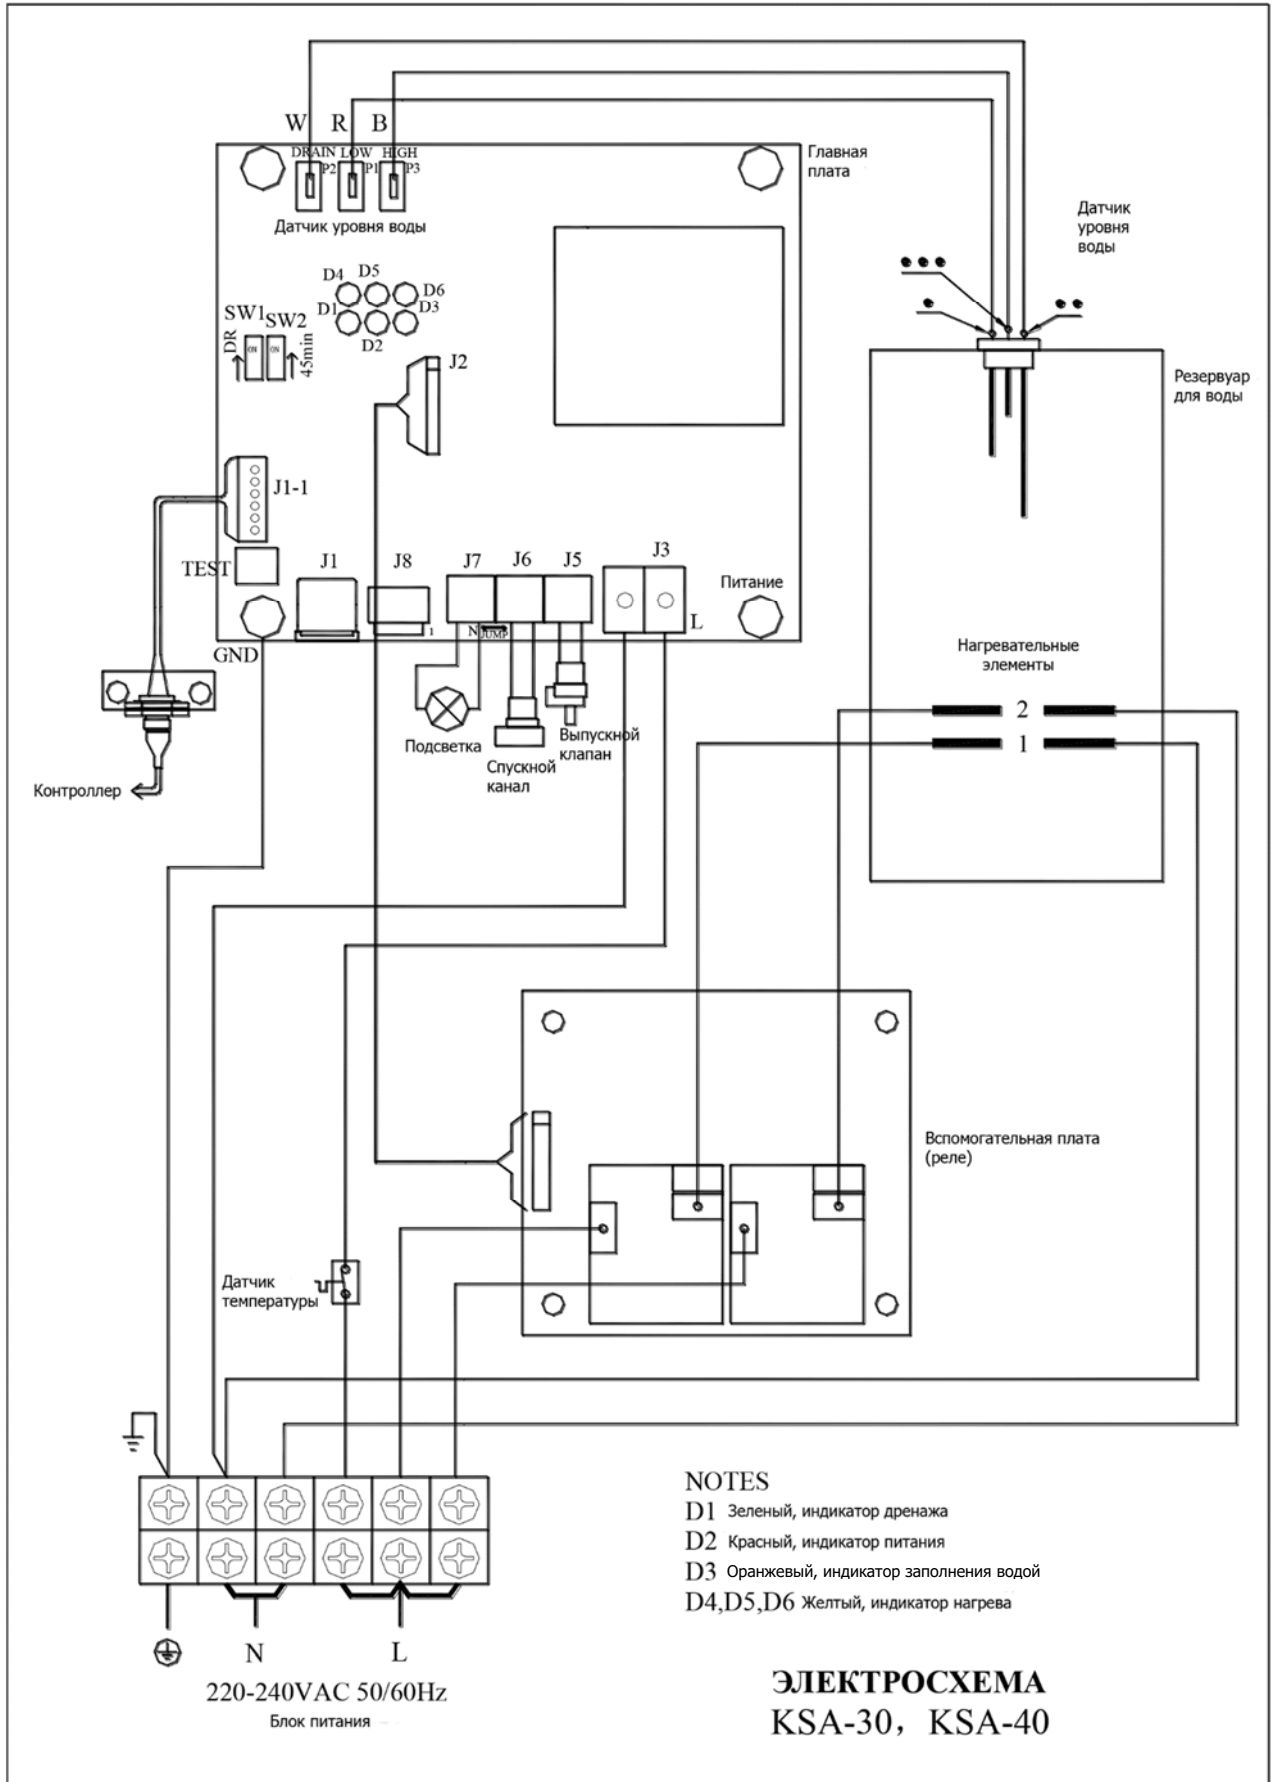 W R B
DRAIN LOW HIGH
P2 P1 P3
Главная
плата
Датчик уровня воды
Датчик
уровня
воды
D4 D5
D6
D1 D3
D2
SW1 SW2
DR ON ON 45min
J2
Резервуар
для воды
J1-1
TEST
J1 J8 J7 J6 J5 J3
Питание
1 N JUMP L
GND
Нагревательные
элементы
2
1
Подсветка
Выпускной
клапан
Спускной
канал
Контроллер
Вспомогательная плата
(реле)
Датчик
температуры
NOTES
D1 Зеленый, индикатор дренажа
D2 Красный, индикатор питания
D3 Оранжевый, индикатор заполнения водой
D4,D5,D6 Желтый, индикатор нагрева
N L
220-240VAC 50/60Hz
Блок питания
ЭЛЕКТРОСХЕМА
KSA-30, KSA-40